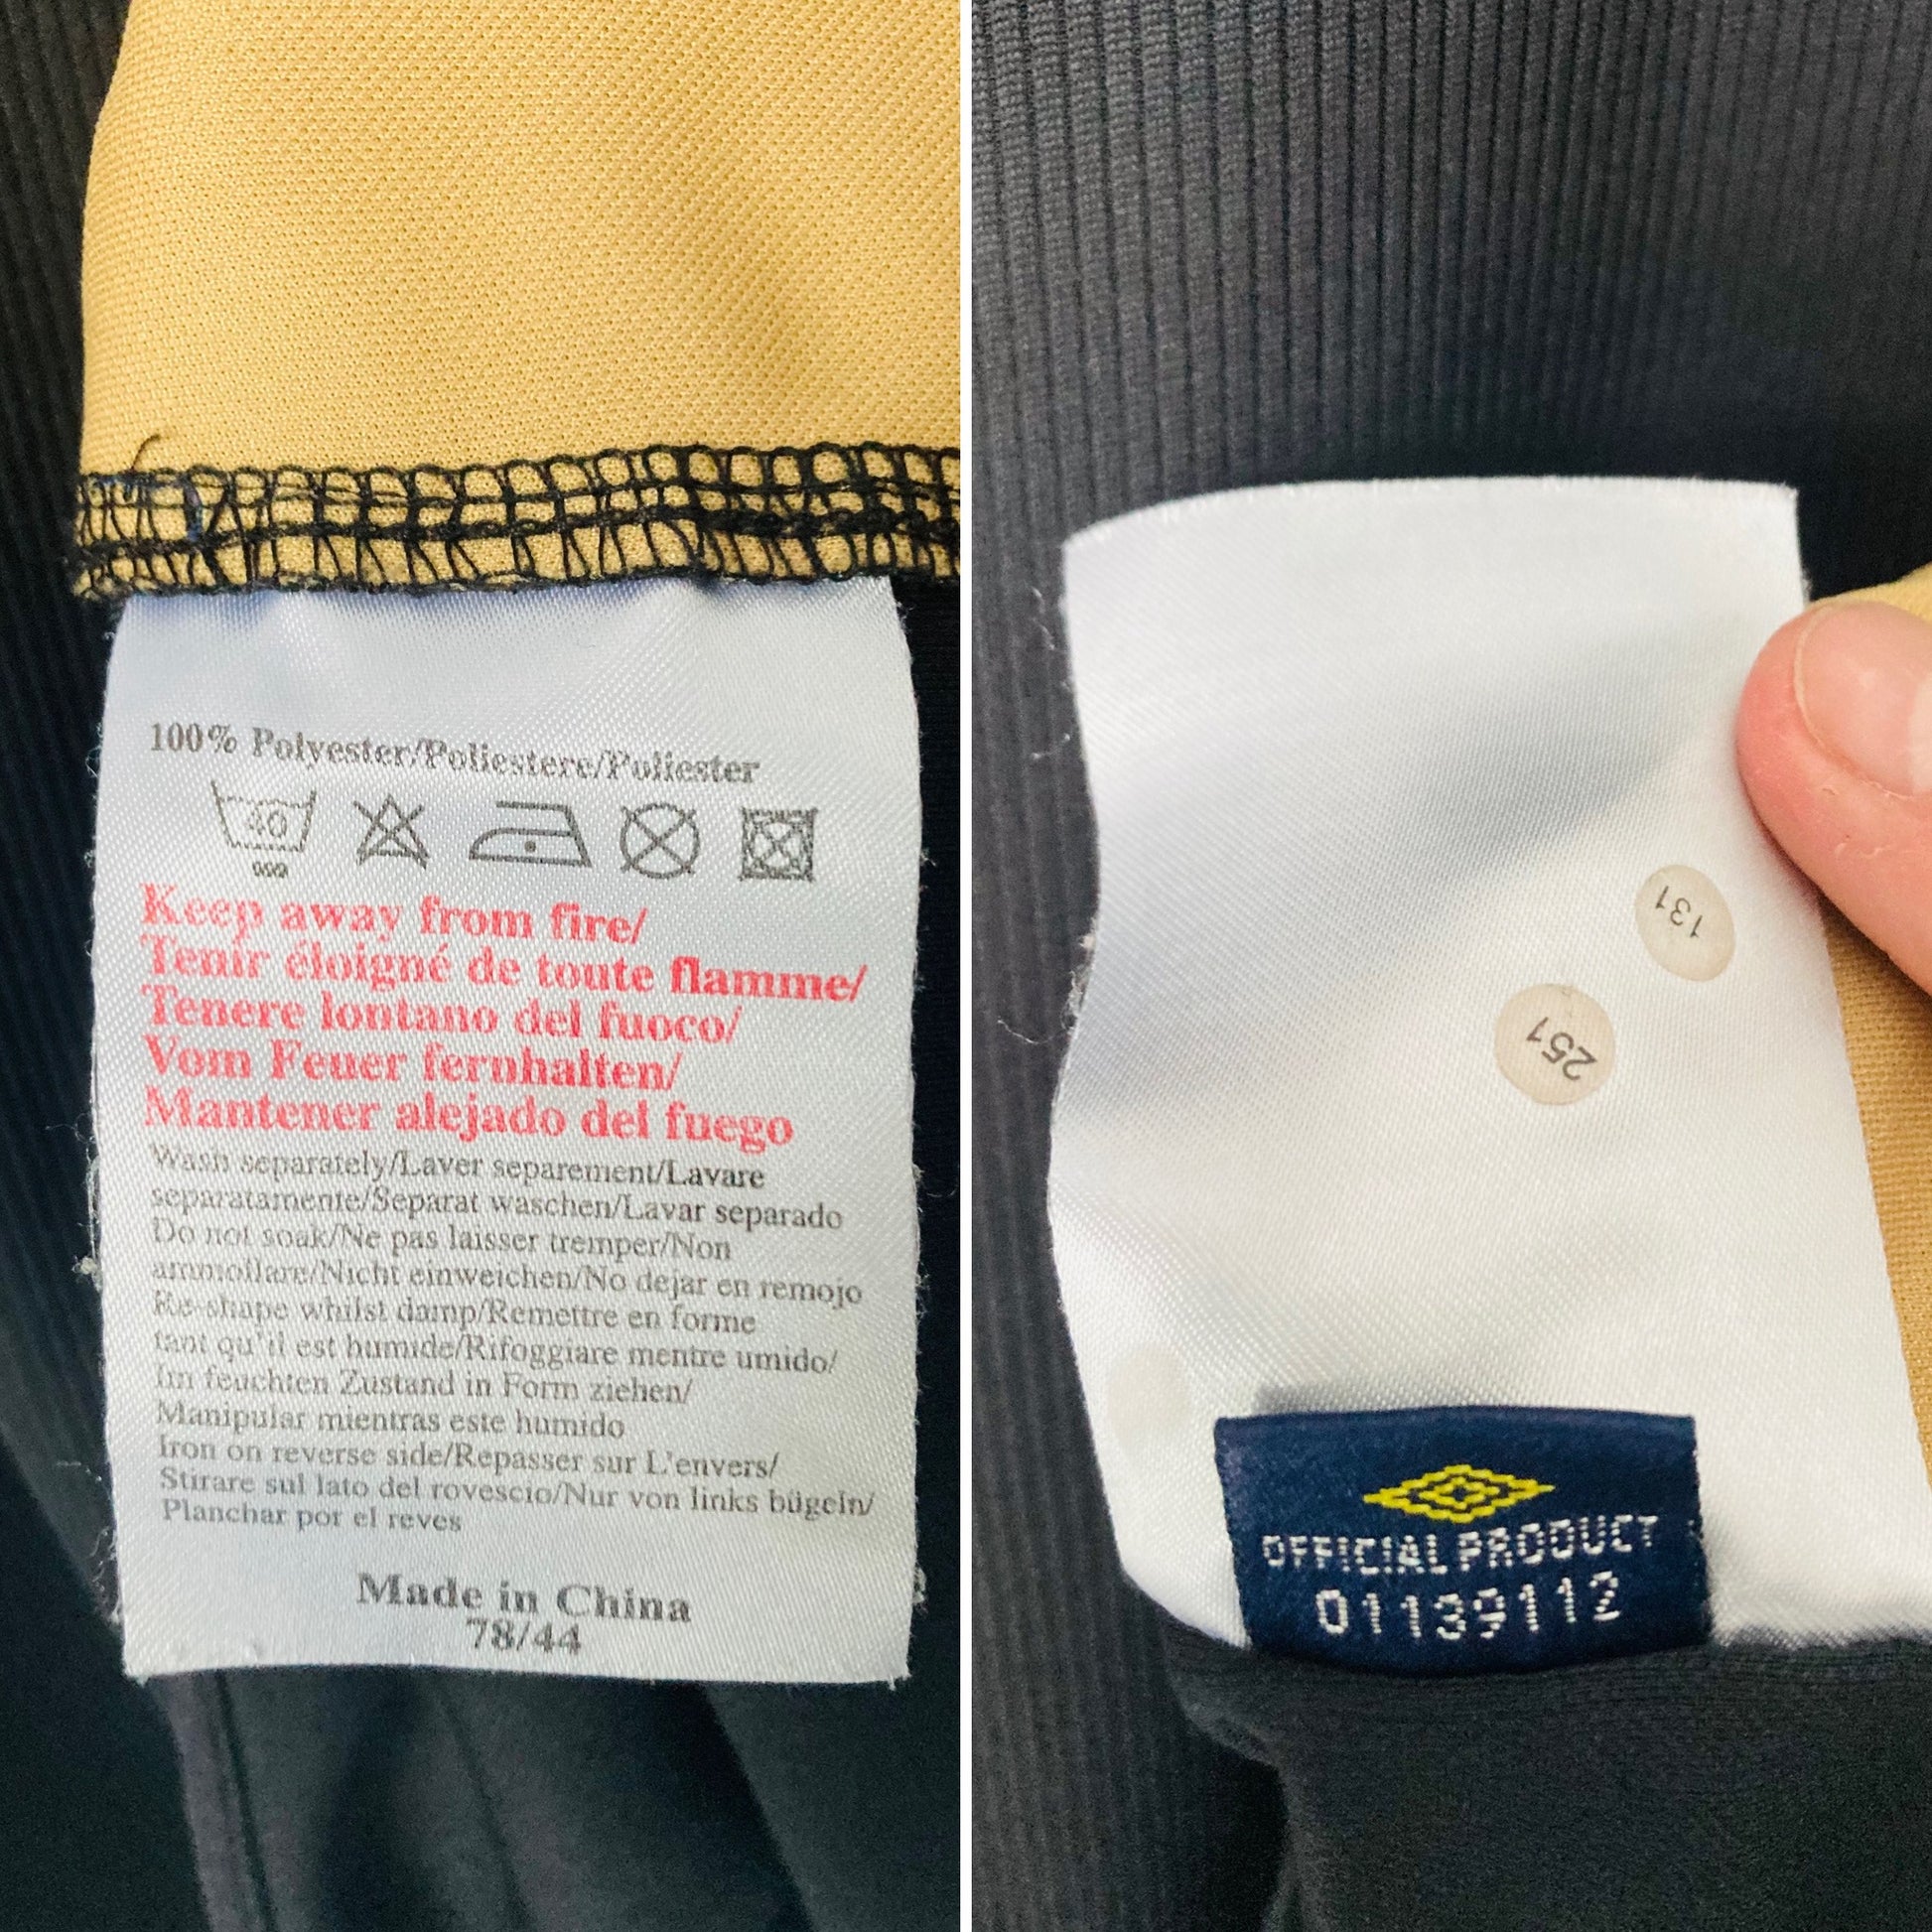 100% Polyester/Poliestere/Poliester
40
Keep away from fire/
Tenir éloigné de toute flamme/
Tenere lontano del fuoco/
Vom Feuer fernhalten/
Mantener alejado del fuego
Wash separately/Laver separement/Lavare
separatamente/Separat waschen/Lavar separado
Do not soak/Ne pas laisser tremper/Non
ammollare/Nicht einweichen/No dejar en remojo
Re-shape whilst damp/Remettre en forme
tant qu'il est humide/Rifoggiare mentre umido/
Im feuchten Zustand in Form ziehen/
Manipular mientras este humido
Iron on reverse side/Repasser sur L'envers/
Stirare sul lato del rovescio/Nur von links bügeln/
Planchar por el reves
Made in China
78/44
131
251
OFFICIAL PRODUCT
01139112